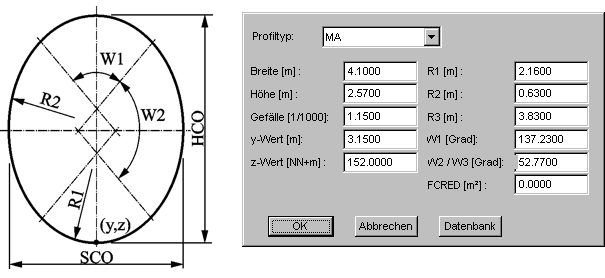 W1
R2
W2
HCO
R1
(y,z)
SCO
Profiltyp: MA
Breite [m] : 4.1000 R1 [m] : 2.1600
Höhe [m] : 2.5700 R2 [m] : 0.6300
Gefälle [1/1000]: 1.1500 R3 [m] : 3.8300
y-Wert [m] : 3.1500 W1 [Grad]: 137.2300
z-Wert [NN+m] : 152.0000 W2 / W3 [Grad]: 52.7700
FCRED [m²] : 0.0000
OK Abbrechen Datenbank